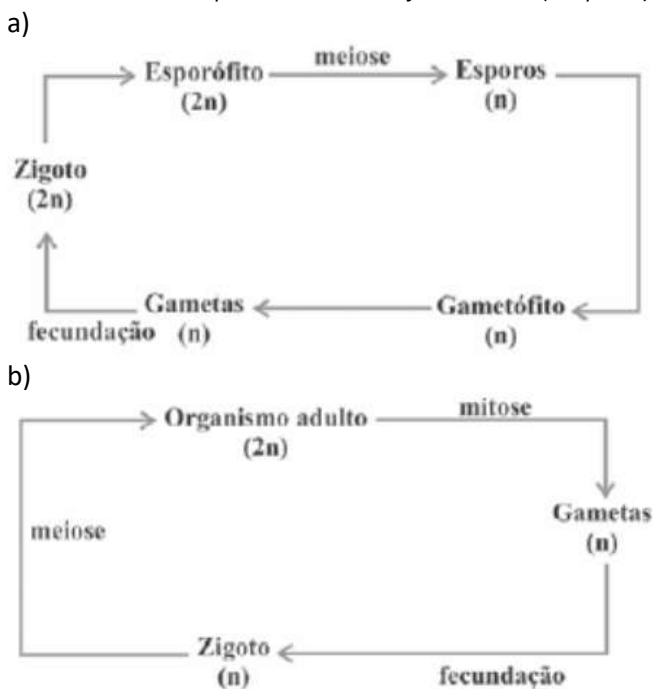 a)
Esporófito meiose Esporos
(2n) (n)
Zigoto
(2n)
Gametas Gametófito
fecundação (n) (n)
b)
Organismo adulto mitose
(2n)
Gametas
(n)
meiose
Zigoto
(n) fecundação